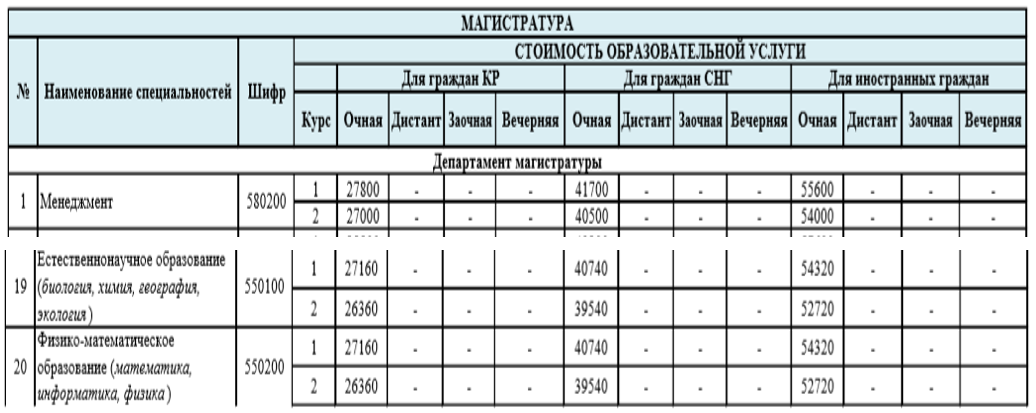 МАГИСТРАТУРА
СТОИМОСТЬ ОБРАЗОВАТЕЛЬНОЙ УСЛУГИ
№ Наименование специальностей Шифр Для граждан КР Для граждан СНГ Для иностранных граждан
Курс Очная Дистант Заочная Вечерняя Очная Дистант Заочная Вечерняя Очная Дистант Заочная Вечерняя
Департамент магистратуры
1 Менеджмент 580200 1 27800 - - - 41700 - - - 55600 - - -
2 27000 - - - 40500 - - - 54000 - - -
19 Естественнонаучное образование
(биология, химия, география,
экология) 550100 1 27160 - - - 40740 - - - 54320 - - -
2 26360 - - - 39540 - - - 52720 - - -
20 Физико-математическое
образование (математика,
информатика, физика) 550200 1 27160 - - - 40740 - - - 54320 - - -
2 26360 - - - 39540 - - - 52720 - - -